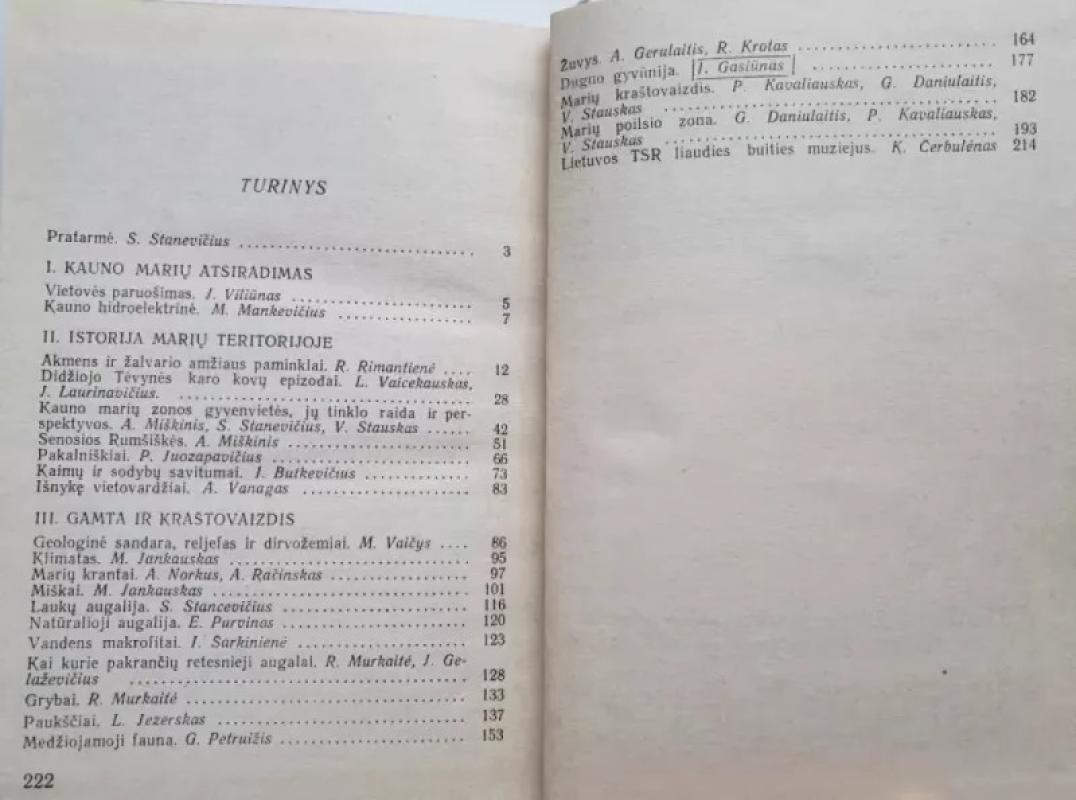 TURINYS
Pratarmė. S. Stanevičius ........................... 3
I. KAUNO MARIŲ ATSIRADIMAS
Vietovės paruošimas. J. Viliūnas ..................... 5
Kauno hidroelektrinė. M. Mankevičius ................ 7
II. ISTORIJA MARIŲ TERITORIJOJE
Akmens ir žalvario amžiaus paminklai. R. Rimantienė .... 12
Didžiojo Tėvynės karo kovų epizodai. L. Vaicekauskas,
J. Laurinavičius. ........................... 28
Kauno marių zonos gyvenvietės, jų tinklo raida ir per-
spektyvos. A. Miškinis, S. Stanevičius, V. Stauskas ...... 42
Senosios Rumšiškės. A. Miškinis ..................... 51
Pakalniškiai. P. Juozapavičius ..................... 66
Kaimų ir sodybų savitumai. I. Butkevičius ............. 73
Išnykę vietovardžiai. A. Vanagas .................... 83
III. GAMTA IR KRAŠTOVAIZDIS
Geologinė sandara, reljefas ir dirvožemiai. M. Vaičys .... 86
Klimatas. M. Jankauskas ........................... 95
Marių krantai. A. Norkus, A. Račinskas ................ 97
Miškai. M. Jankauskas ........................... 101
Laukų augalija. S. Stancevičius ..................... 116
Natūralioji augalija. E. Purvinas ..................... 120
Vandens makrofitai. I. Šarkinienė ..................... 123
Kai kurie pakrančių retesnieji augalai. R. Murkaitė, J. Ge-
laževičius ........................... 128
Grybai. R. Murkaitė ........................... 133
Paukščiai. L. Jezerskas ........................... 137
Medžiojamoji fauna. G. Petruižis ..................... 153
222
Žuvys. A. Gerulaitis, R. Krotas ..................... 164
Dugno gyvūnija. I. Gasiūnas ..................... 177
Marių kraštovaizdis. P. Kavaliauskas, G. Daniulaitis,
V. Stauskas ........................... 182
Marių poilsio zona. G. Daniulaitis, P. Kavaliauskas,
V. Stauskas ........................... 193
Lietuvos TSR liaudies buities muziejus. K. Čerbulėnas 214